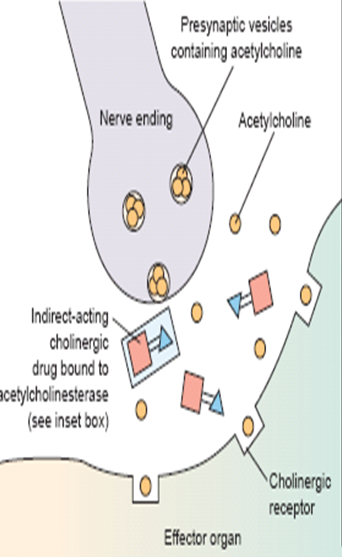 Presynaptic vesicles
containing acetylcholine
Nerve ending
Acetylcholine
Indirect-acting
cholinergic
drug bound to
acetylcholinesterase
(see inset box)
Cholinergic
receptor
Effector organ